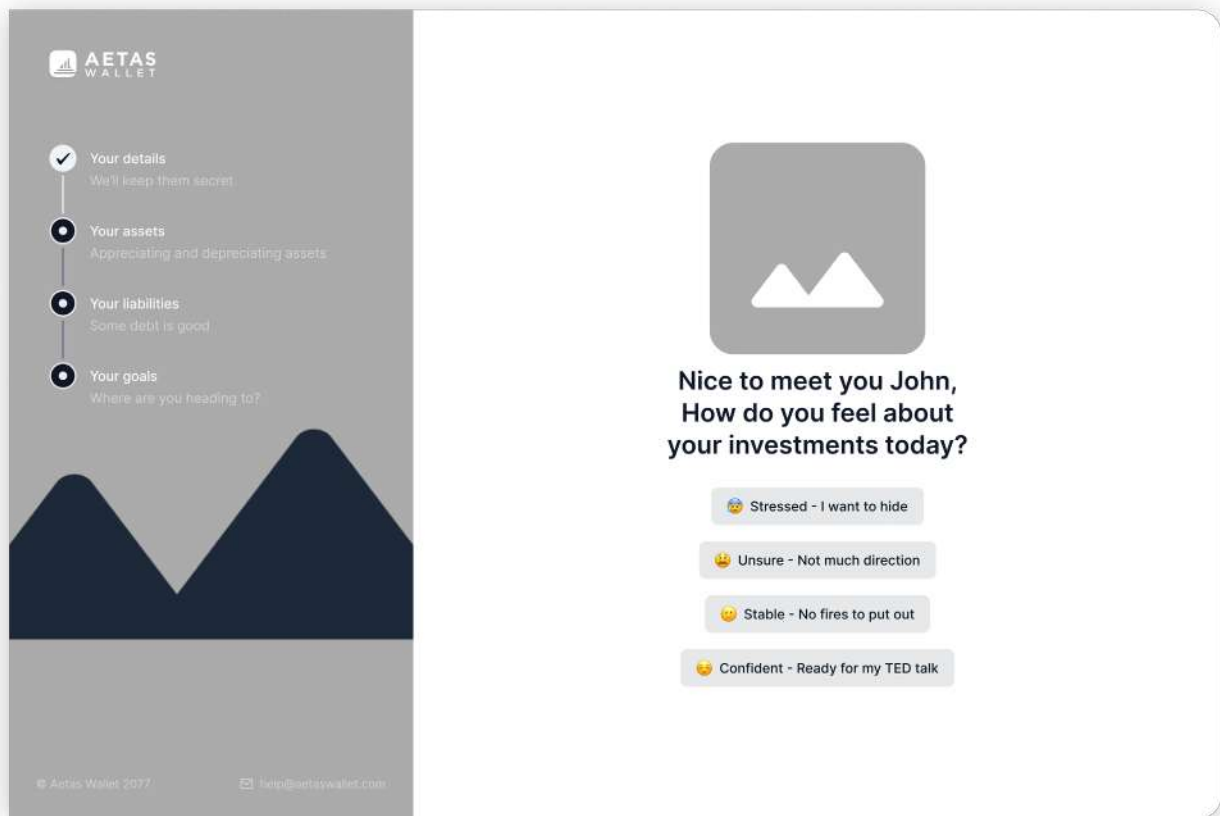 AETAS
WALLET
Your details
We'll keep them secret
Your assets
Appreciating and depreciating assets
Your liabilities
Some debt is good
Your goals
Where are you heading to?
© Aetas Wallet 2077
help@aetaswallet.com
Nice to meet you John,
How do you feel about
your investments today?
😰 Stressed - I want to hide
😫 Unsure - Not much direction
🙂 Stable - No fires to put out
☺️ Confident - Ready for my TED talk